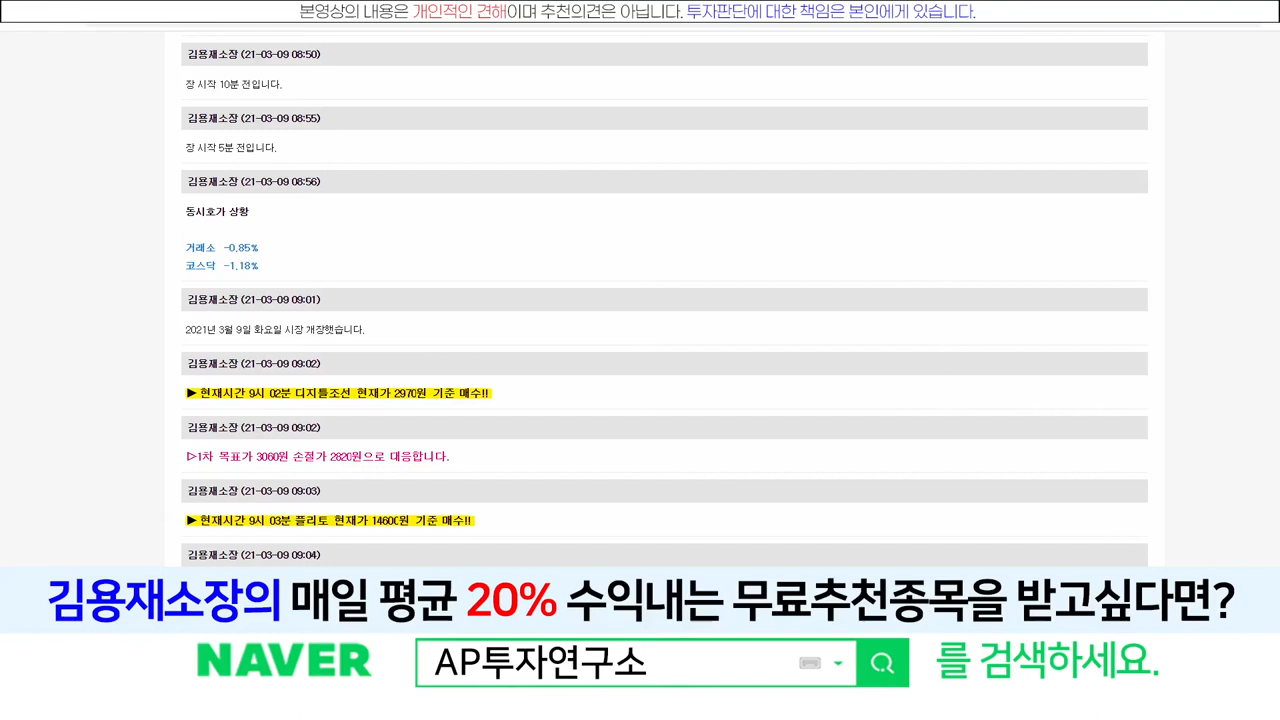 본영상의 내용은 개인적인 견해이며 추천의견은 아닙니다. 투자판단에 대한 책임은 본인에게 있습니다.
김용재소장 (21-03-09 08:50)
장 시작 10분 전입니다.
김용재소장 (21-03-09 08:55)
장 시작 5분 전입니다.
김용재소장 (21-03-09 08:56)
동시호가 상황
거래소 -0.85%
코스닥 -1.18%
김용재소장 (21-03-09 09:01)
2021년 3월 9일 화요일 시장 개장햇습니다.
김용재소장 (21-03-09 09:02)
▶현재시간 9시 02분 디지틀조선 현재가 2970원 기준 매수!!
김용재소장 (21-03-09 09:02)
▷1차 목표가 3060원 손절가 2820원으로 대응합니다.
김용재소장 (21-03-09 09:03)
▶현재시간 9시 03분 플리토 현재가 14600원 기준 매수!!
김용재소장 (21-03-09 09:04)
김용재소장의 매일 평균 20% 수익내는 무료추천종목을 받고싶다면?
NAVER AP투자연구소 를 검색하세요.